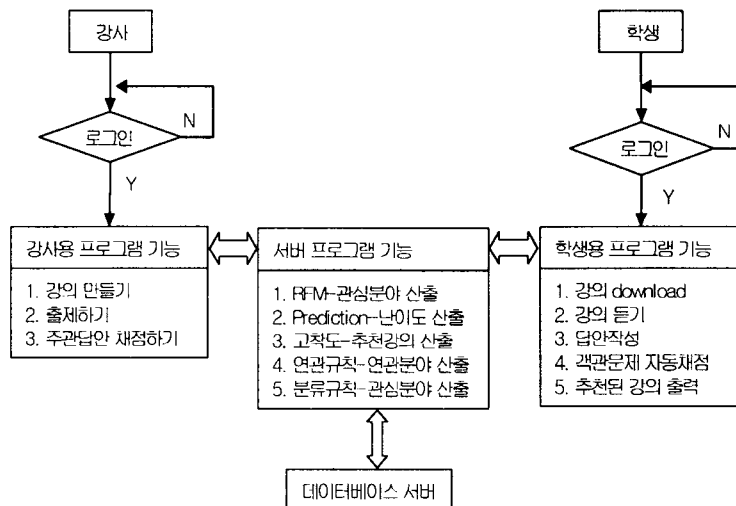 강사
학생
로그인
N
Y
로그인
N
Y
강사용 프로그램 기능
1. 강의 만들기
2. 출제하기
3. 주관답안 채점하기
서버 프로그램 기능
1. RFM-관심분야 산출
2. Prediction-난이도 산출
3. 고착도-추천강의 산출
4. 연관규칙-연관분야 산출
5. 분류규칙-관심분야 산출
학생용 프로그램 기능
1. 강의 download
2. 강의 듣기
3. 답안작성
4. 객관문제 자동채점
5. 추천된 강의 출력
데이터베이스 서버